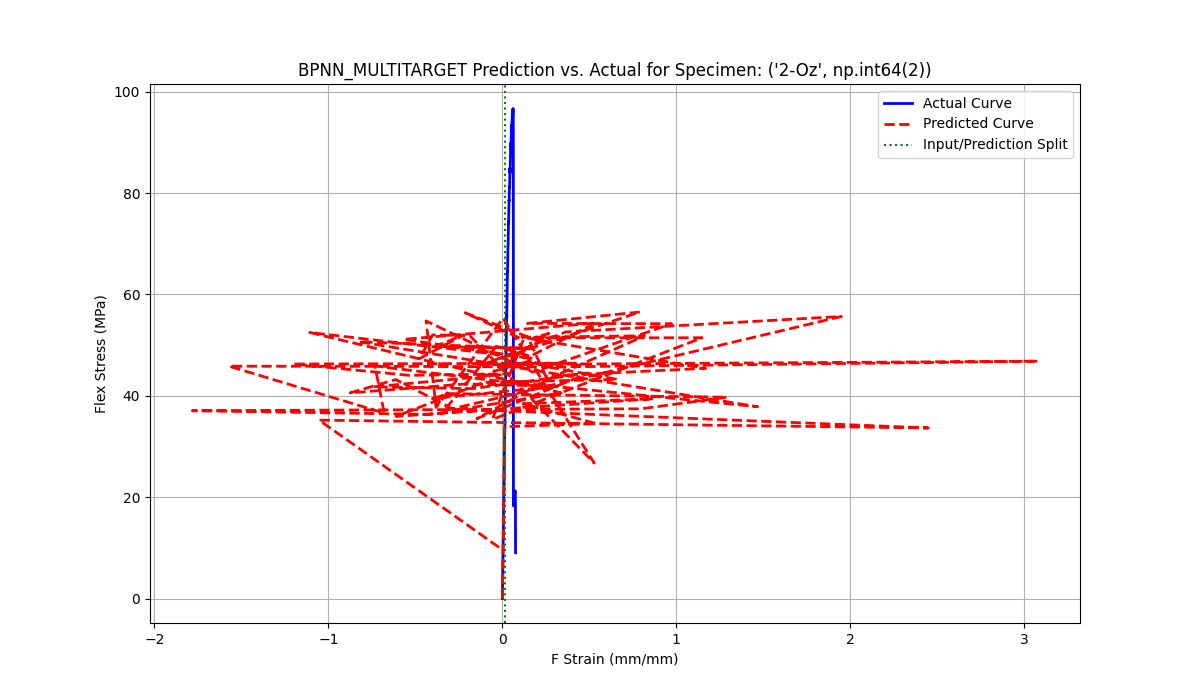 BPNN_MULTITARGET Prediction vs. Actual for Specimen: ('2-Oz', np.int64(2))
Actual Curve
Predicted Curve
Input/Prediction Split
Flex Stress (MPa)
100
80
60
40
20
0
−2
−1
0
1
2
3
F Strain (mm/mm)